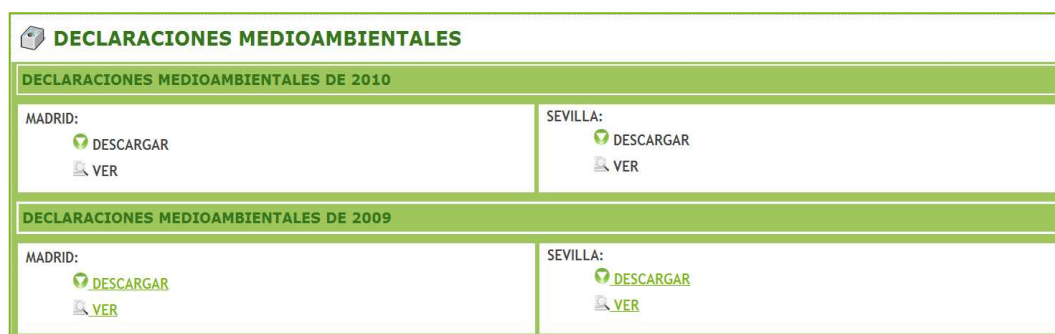 DECLARACIONES MEDIOAMBIENTALES
DECLARACIONES MEDIOAMBIENTALES DE 2010
MADRID:
DESCARGAR
VER
SEVILLA:
DESCARGAR
VER
DECLARACIONES MEDIOAMBIENTALES DE 2009
MADRID:
DESCARGAR
VER
SEVILLA:
DESCARGAR
VER